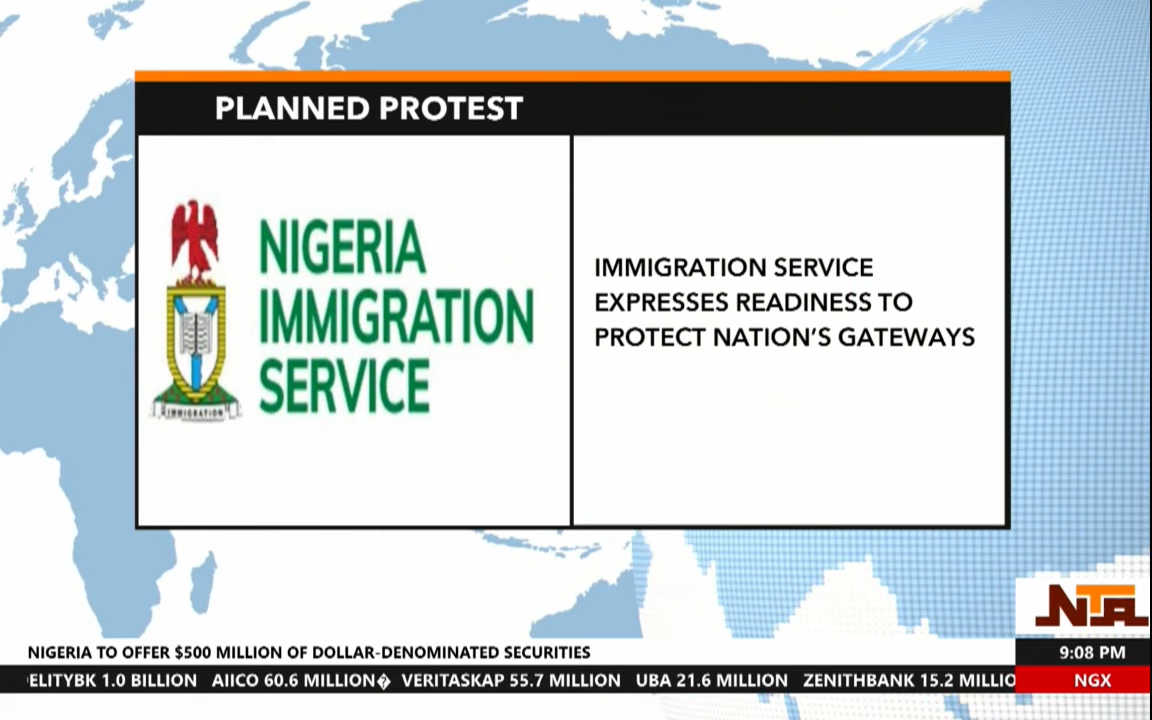 PLANNED PROTEST
NIGERIA
IMMIGRATION
SERVICE
IMMIGRATION
IMMIGRATION SERVICE
EXPRESSES READINESS TO
PROTECT NATION'S GATEWAYS
NTA
NIGERIA TO OFFER $500 MILLION OF DOLLAR-DENOMINATED SECURITIES
9:08 PM
ELITYBK 1.0 BILLION AIICO 60.6 MILLION� VERITASKAP 55.7 MILLION UBA 21.6 MILLION ZENITHBANK 15.2 MILLIO
NGX